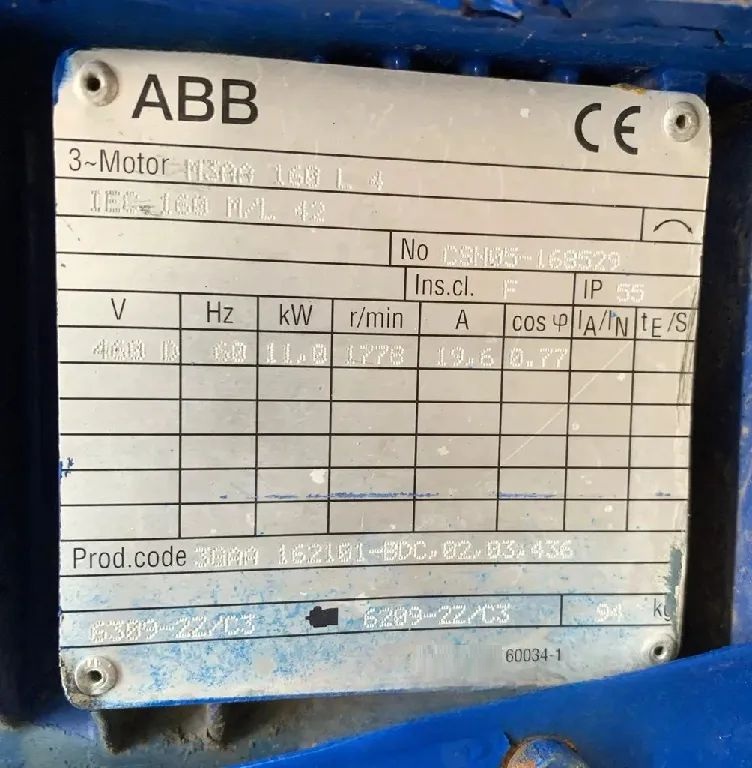 ABB CE
3~Motor M3AA 160 L 4
IEC 160 M/L 42
No CSN05-168529
Ins.cl. F IP 55
V Hz kW r/min A cos φ IA/IN tE/S
460 D 60 11,0 1778 19,6 0.77
Prod.code 3GAA 162101-BDC,02,03,436
6309-2Z/C3 6209-2Z/C3 94 kg
60034-1